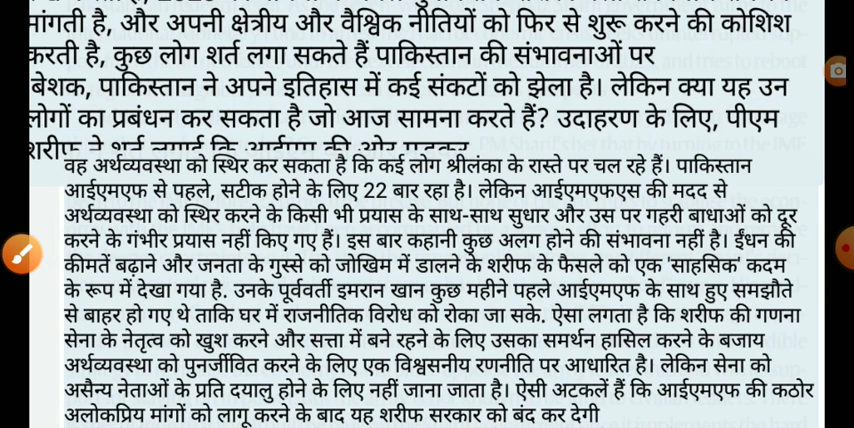 मांगती है, और अपनी क्षेत्रीय और वैश्विक नीतियों को फिर से शुरू करने की कोशिश
करती है, कुछ लोग शर्त लगा सकते हैं पाकिस्तान की संभावनाओं पर
बेशक, पाकिस्तान ने अपने इतिहास में कई संकटों को झेला है। लेकिन क्या यह उन
लोगों का प्रबंधन कर सकता है जो आज सामना करते हैं? उदाहरण के लिए, पीएम
शरीफ ने शर्त लगाई कि आईएमएफ की ओर मुड़कर
वह अर्थव्यवस्था को स्थिर कर सकता है कि कई लोग श्रीलंका के रास्ते पर चल रहे हैं। पाकिस्तान
आईएमएफ से पहले, सटीक होने के लिए 22 बार रहा है। लेकिन आईएमएफएस की मदद से
अर्थव्यवस्था को स्थिर करने के किसी भी प्रयास के साथ-साथ सुधार और उस पर गहरी बाधाओं को दूर
करने के गंभीर प्रयास नहीं किए गए हैं। इस बार कहानी कुछ अलग होने की संभावना नहीं है। ईंधन की
कीमतें बढ़ाने और जनता के गुस्से को जोखिम में डालने के शरीफ के फैसले को एक 'साहसिक' कदम
के रूप में देखा गया है. उनके पूर्ववर्ती इमरान खान कुछ महीने पहले आईएमएफ के साथ हुए समझौते
से बाहर हो गए थे ताकि घर में राजनीतिक विरोध को रोका जा सके. ऐसा लगता है कि शरीफ की गणना
सेना के नेतृत्व को खुश करने और सत्ता में बने रहने के लिए उसका समर्थन हासिल करने के बजाय
अर्थव्यवस्था को पुनर्जीवित करने के लिए एक विश्वसनीय रणनीति पर आधारित है। लेकिन सेना को
असैन्य नेताओं के प्रति दयालु होने के लिए नहीं जाना जाता है। ऐसी अटकलें हैं कि आईएमएफ की कठोर
अलोकप्रिय मांगों को लागू करने के बाद यह शरीफ सरकार को बंद कर देगी